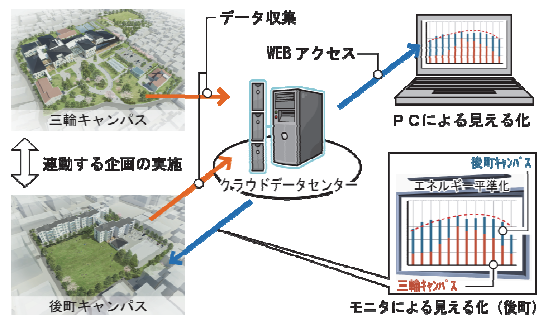 データ収集
WEBアクセス
三輪キャンパス
PCによる見える化
連動する企画の実施
クラウドデータセンター
後町キャンパス
エネルギー平準化
三輪キャンパス
後町キャンパス
モニタによる見える化（後町）